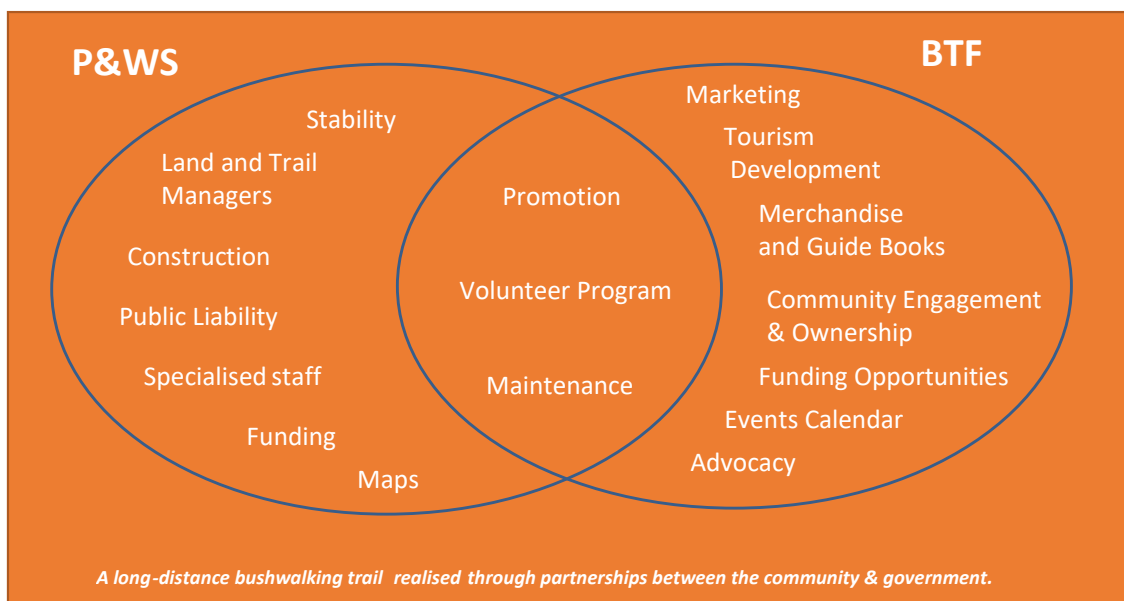 P&WS
Stability
Land and Trail
Managers
Construction
Public Liability
Specialised staff
Funding
Maps
Promotion
Volunteer Program
Maintenance
BTF
Marketing
Tourism
Development
Merchandise
and Guide Books
Community Engagement
& Ownership
Funding Opportunities
Events Calendar
Advocacy
A long-distance bushwalking trail realised through partnerships between the community & government.